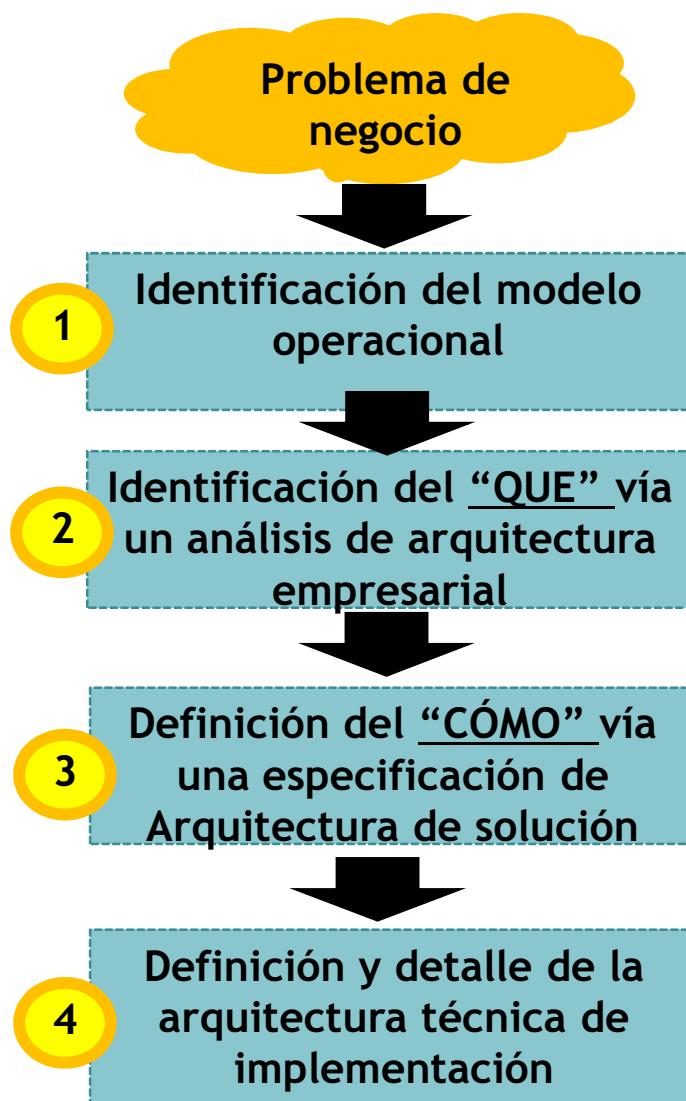 Problema de
negocio
Identificación del modelo
operacional
1
Identificación del “QUE” vía
un análisis de arquitectura
empresarial
2
Definición del “CÓMO” vía
una especificación de
Arquitectura de solución
3
Definición y detalle de la
arquitectura técnica de
implementación
4